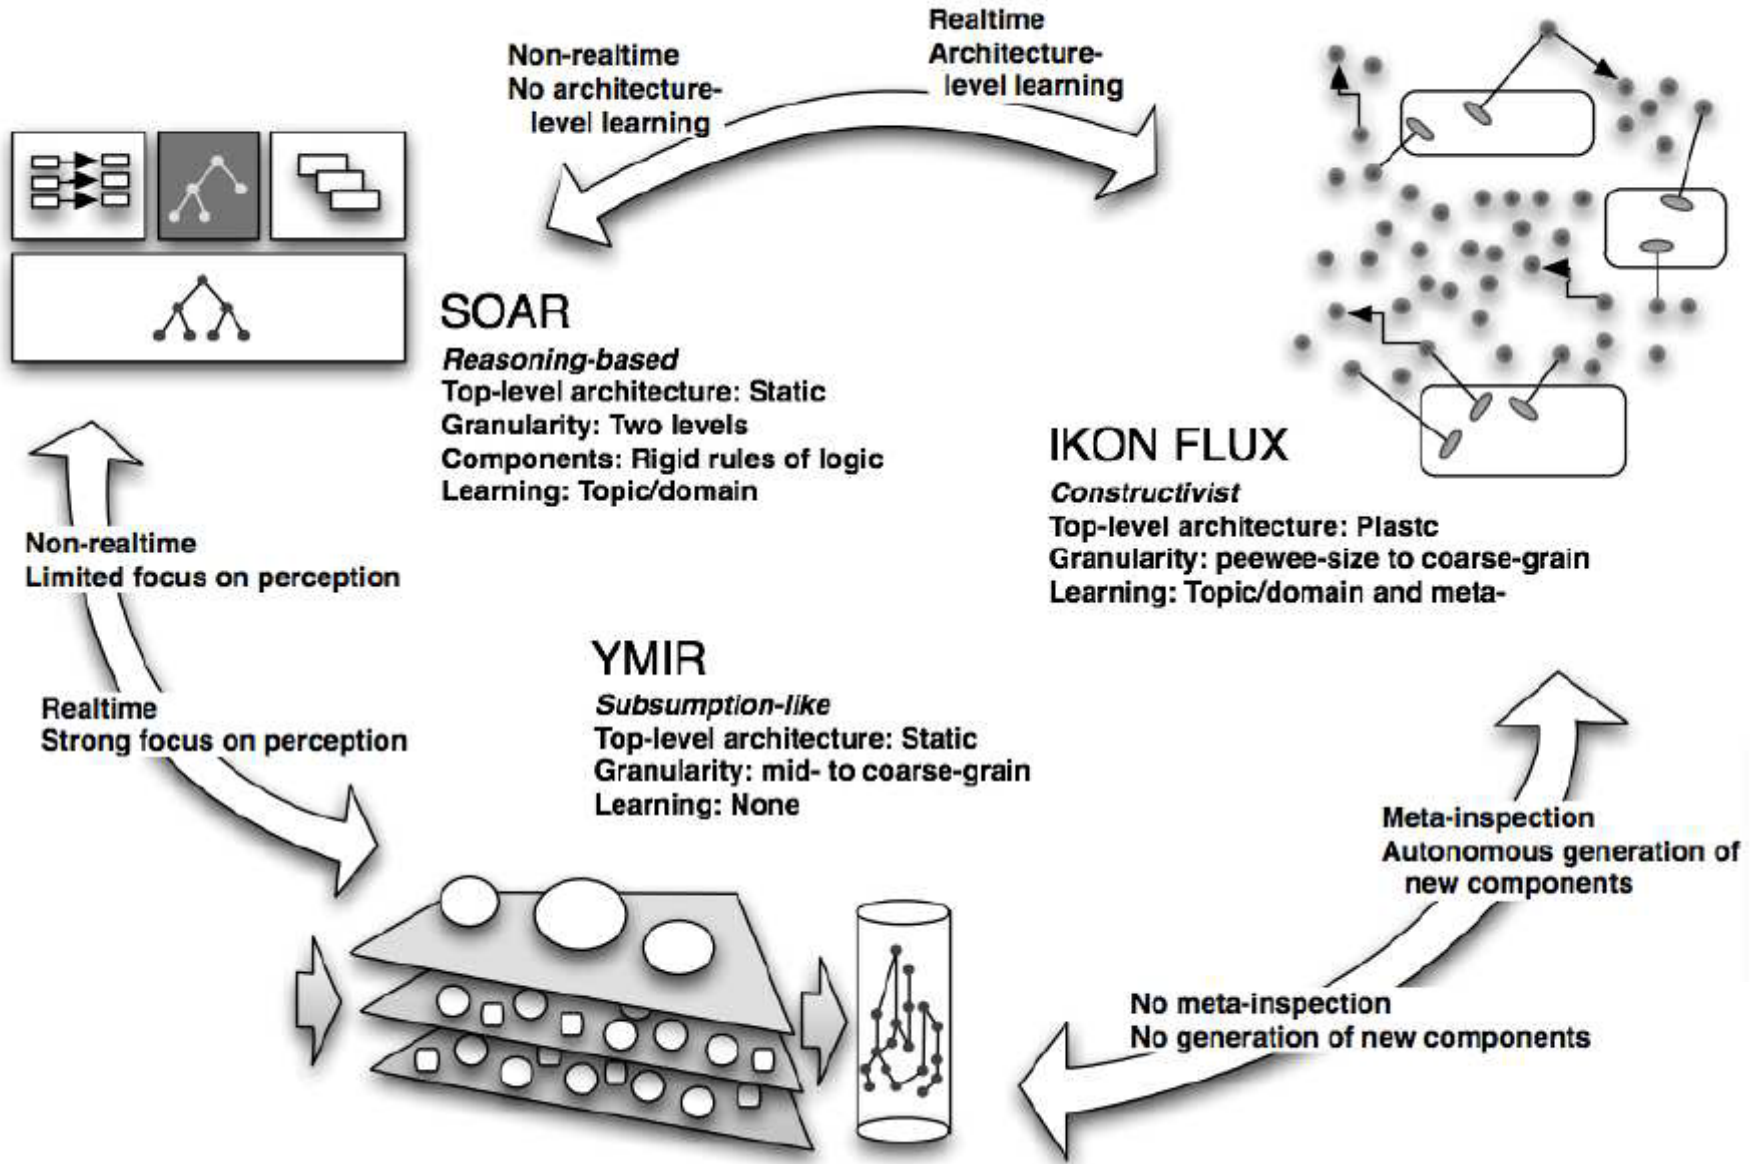 Non-realtime
No architecture-
level learning
Realtime
Architecture-
level learning
SOAR
Reasoning-based
Top-level architecture: Static
Granularity: Two levels
Components: Rigid rules of logic
Learning: Topic/domain
IKON FLUX
Constructivist
Top-level architecture: Plastc
Granularity: peewee-size to coarse-grain
Learning: Topic/domain and meta-
Non-realtime
Limited focus on perception
Realtime
Strong focus on perception
YMIR
Subsumption-like
Top-level architecture: Static
Granularity: mid- to coarse-grain
Learning: None
Meta-inspection
Autonomous generation of
new components
No meta-inspection
No generation of new components